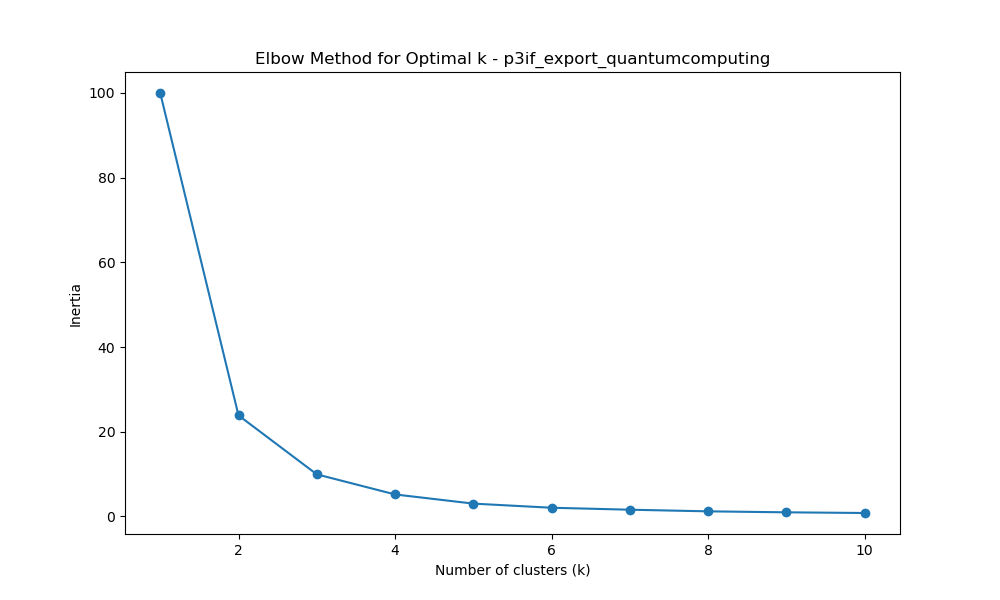 Elbow Method for Optimal k - p3if_export_quantumcomputing
100
80
60
40
20
0
Inertia
2 4 6 8 10
Number of clusters (k)